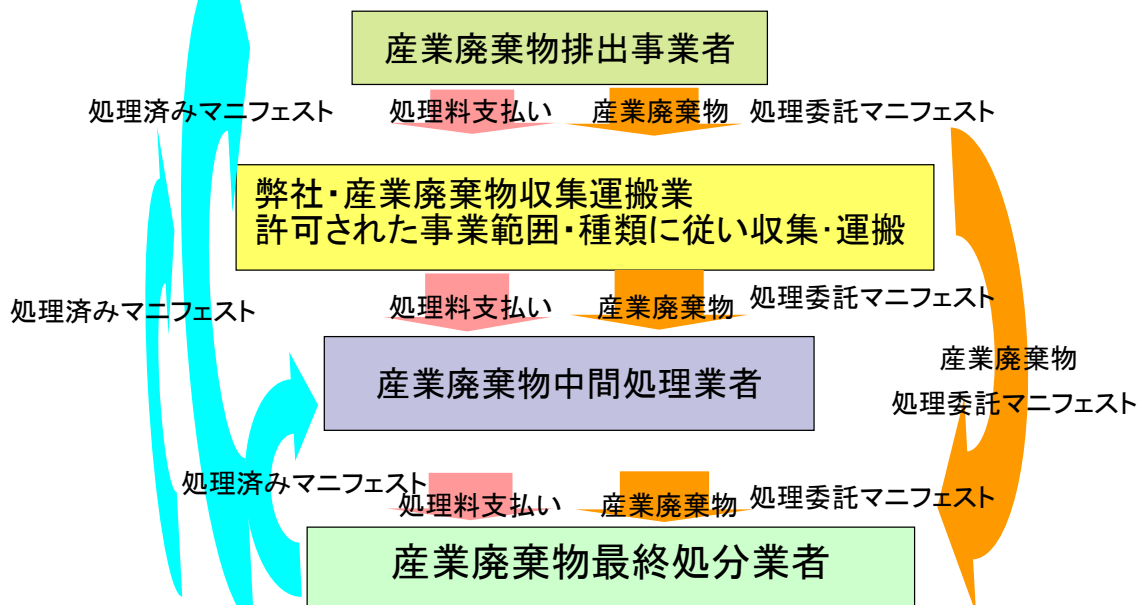 産業廃棄物排出事業者
処理済みマニフェスト
処理料支払い
産業廃棄物
処理委託マニフェスト
弊社・産業廃棄物収集運搬業
許可された事業範囲・種類に従い収集・運搬
処理済みマニフェスト
処理料支払い
産業廃棄物
処理委託マニフェスト
産業廃棄物中間処理業者
産業廃棄物
処理委託マニフェスト
処理済みマニフェスト
処理料支払い
産業廃棄物
処理委託マニフェスト
産業廃棄物最終処分業者